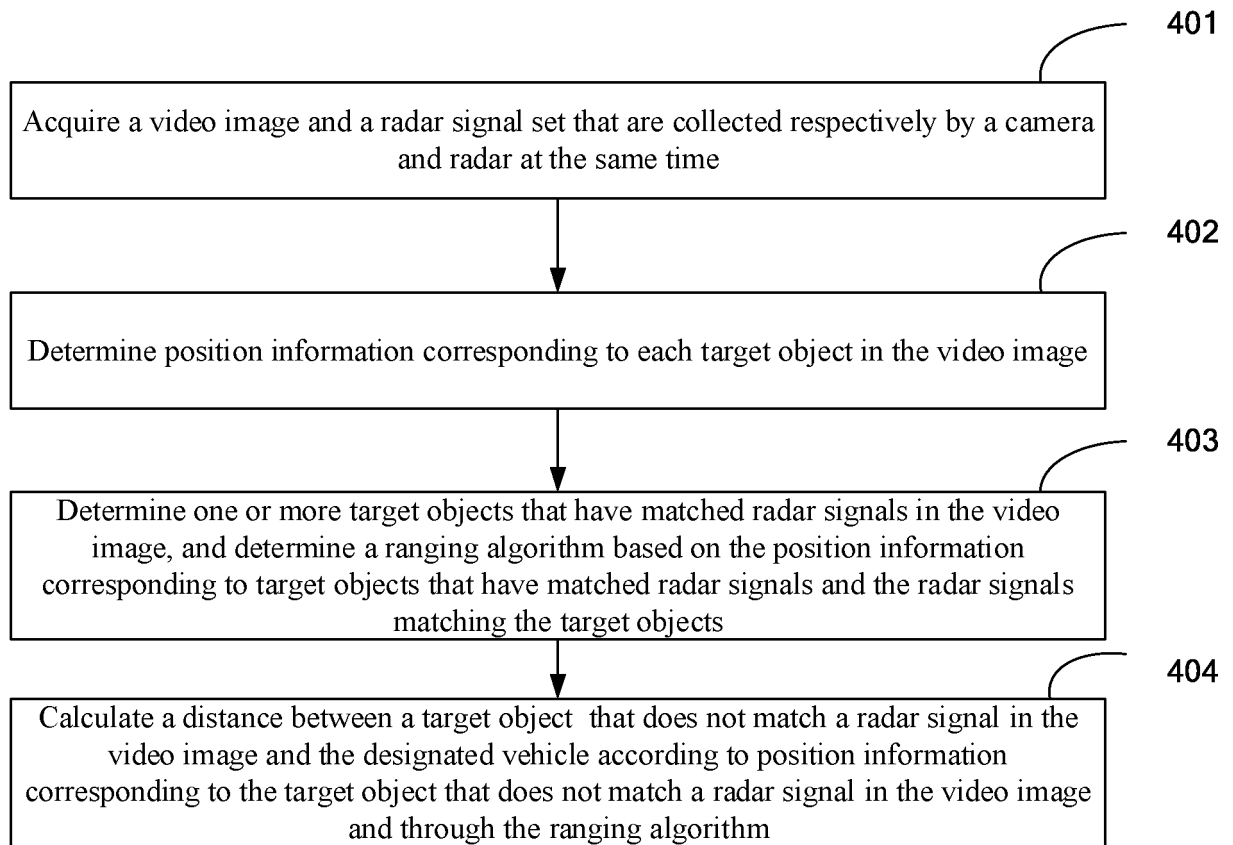 401
Acquire a video image and a radar signal set that are collected respectively by a camera
and radar at the same time
402
Determine position information corresponding to each target object in the video image
403
Determine one or more target objects that have matched radar signals in the video
image, and determine a ranging algorithm based on the position information
corresponding to target objects that have matched radar signals and the radar signals
matching the target objects
404
Calculate a distance between a target object that does not match a radar signal in the
video image and the designated vehicle according to position information
corresponding to the target object that does not match a radar signal in the video image
and through the ranging algorithm